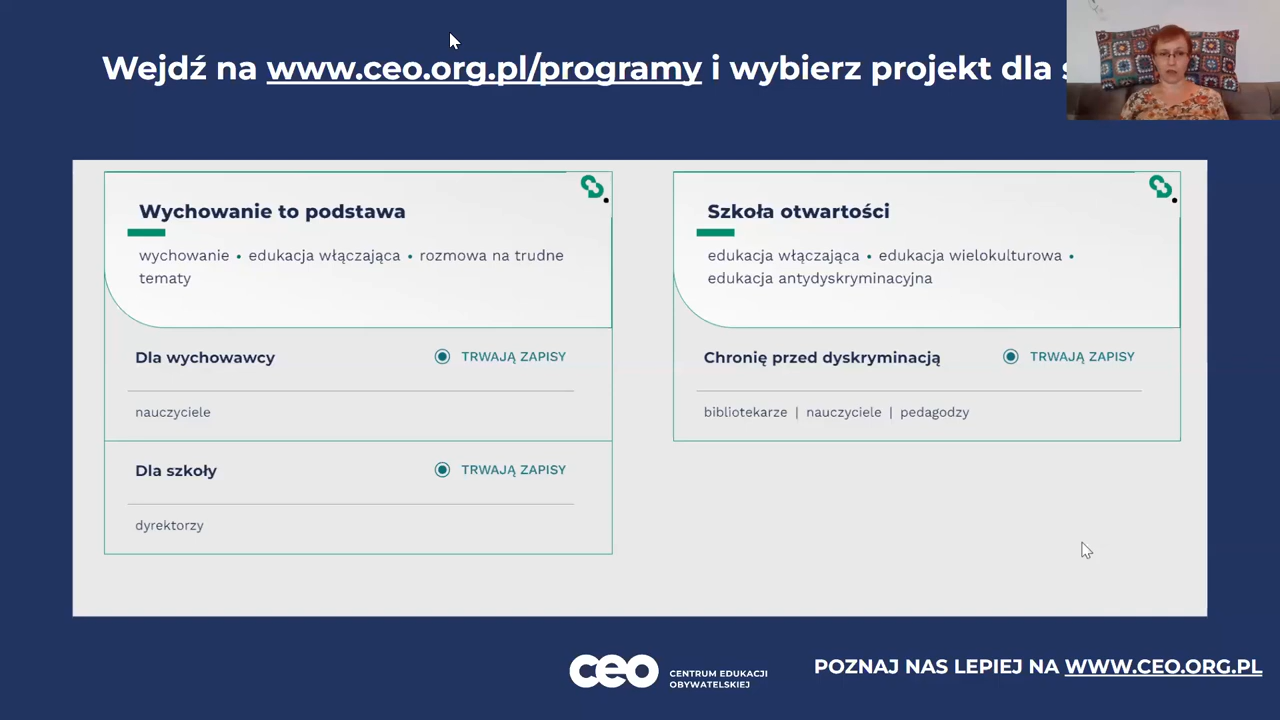 Wejdź na www.ceo.org.pl/programy i wybierz projekt dla
Wychowanie to podstawa
wychowanie • edukacja włączająca • rozmowa na trudne
tematy
Dla wychowawcy
TRWAJĄ ZAPISY
nauczyciele
Dla szkoły
TRWAJĄ ZAPISY
dyrektorzy
Szkoła otwartości
edukacja włączająca • edukacja wielokulturowa •
edukacja antydyskryminacyjna
Chronię przed dyskryminacją
TRWAJĄ ZAPISY
bibliotekarze | nauczyciele | pedagodzy
ceo
CENTRUM EDUKACJI
OBYWATELSKIEJ
POZNAJ NAS LEPIEJ NA WWW.CEO.ORG.PL